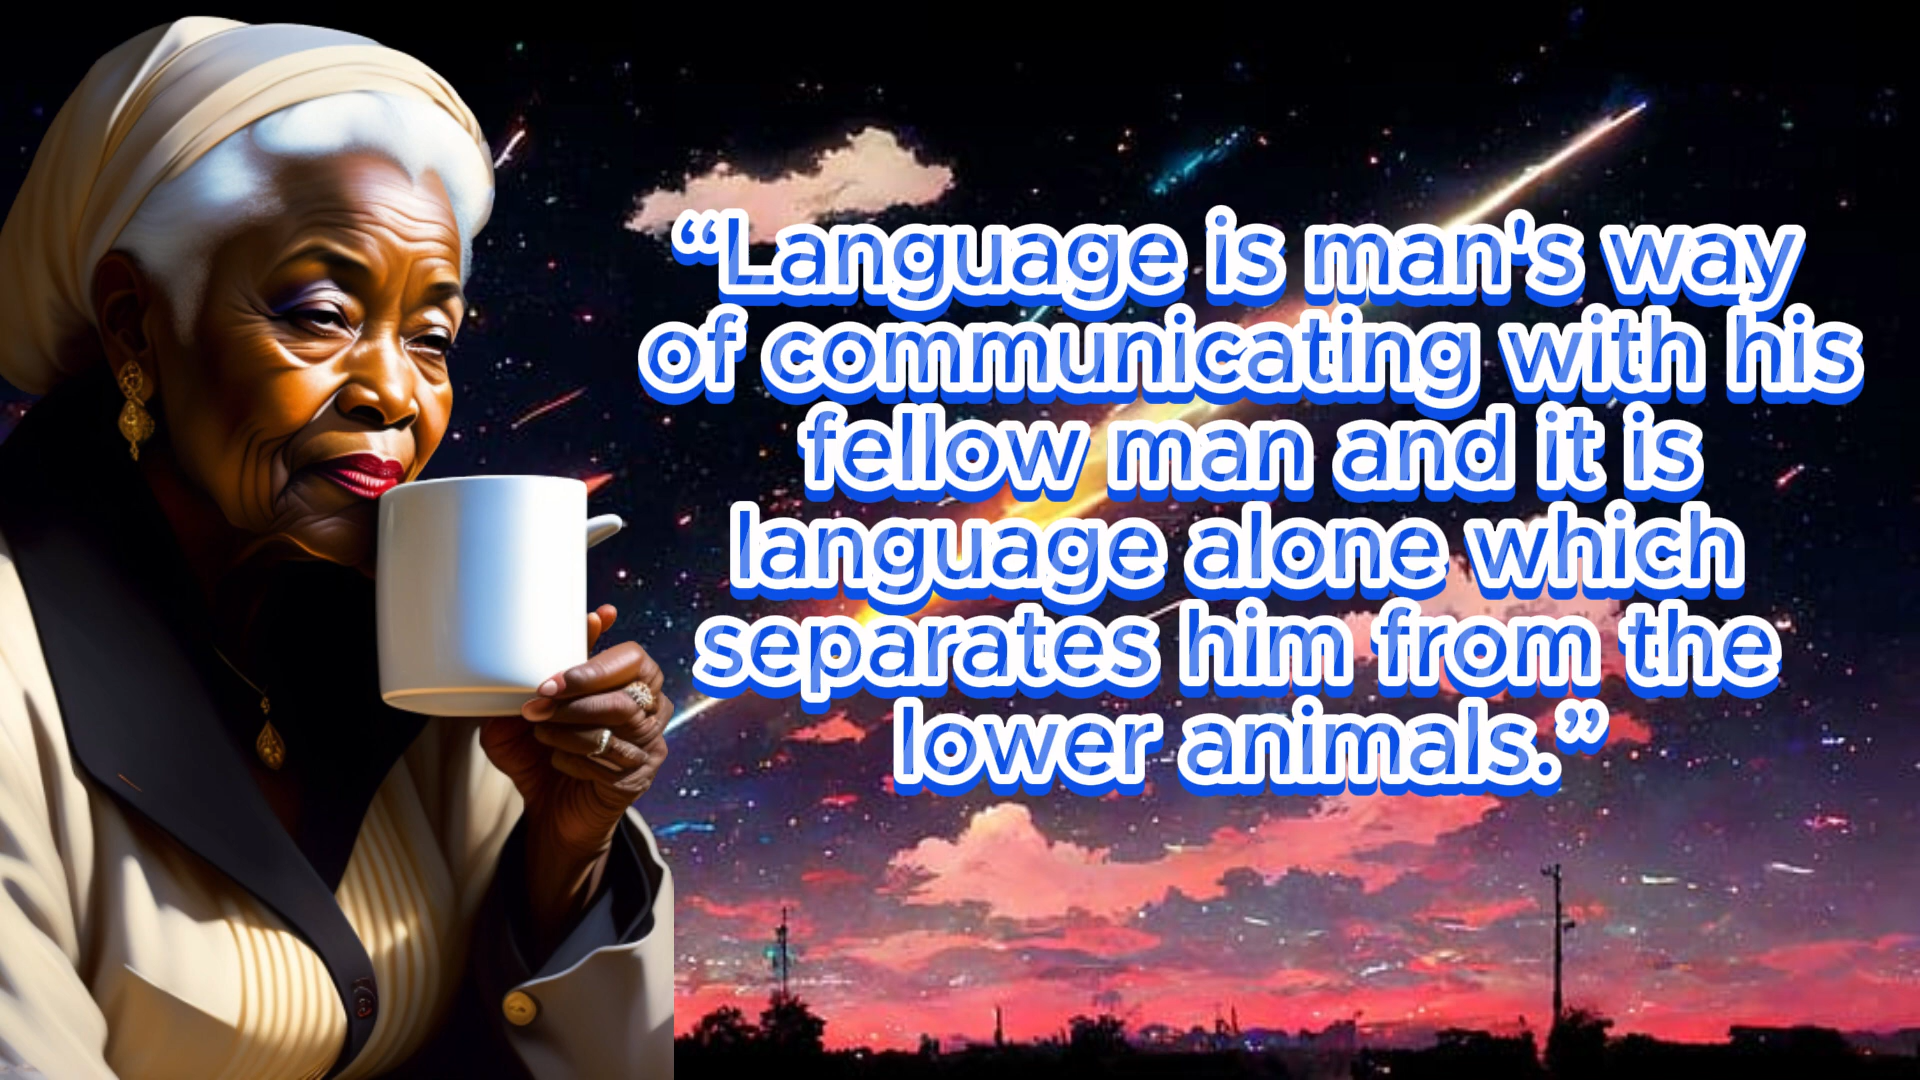 “Language is man's way
of communicating with his
fellow man and it is
language alone which
separates him from the
lower animals.”